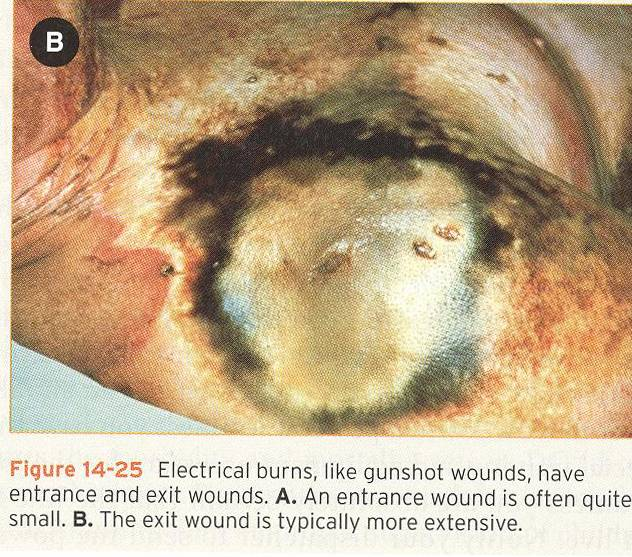 B
Figure 14-25 Electrical burns, like gunshot wounds, have
entrance and exit wounds. A. An entrance wound is often quite
small. B. The exit wound is typically more extensive.